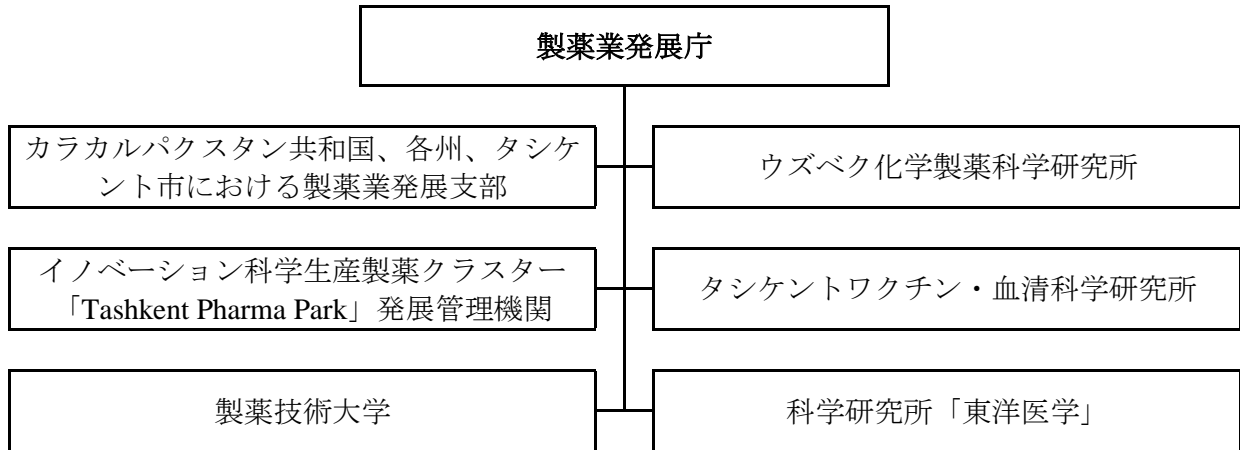 製薬業発展庁
カラカルパクスタン共和国、各州、タシケ
ント市における製薬業発展支部
ウズベク化学製薬科学研究所
イノベーション科学生産製薬クラスター
「Tashkent Pharma Park」発展管理機関
タシケントワクチン・血清科学研究所
製薬技術大学
科学研究所「東洋医学」